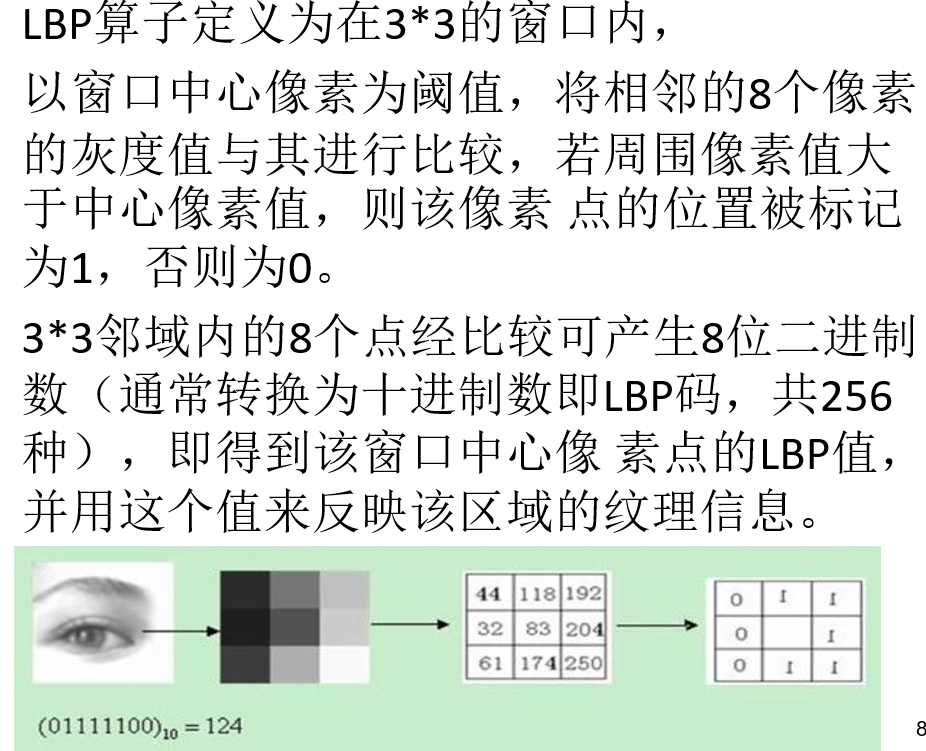 LBP算子定义为在3*3的窗口内，
以窗口中心像素为阈值，将相邻的8个像素
的灰度值与其进行比较，若周围像素值大
于中心像素值，则该像素 点的位置被标记
为1，否则为0。
3*3邻域内的8个点经比较可产生8位二进制
数（通常转换为十进制数即LBP码，共256
种），即得到该窗口中心像 素点的LBP值，
并用这个值来反映该区域的纹理信息。
44 118 192
32 83 204
61 174 250
0 1 1
0 1
0 1 1
(01111100)₁₀ = 124
8